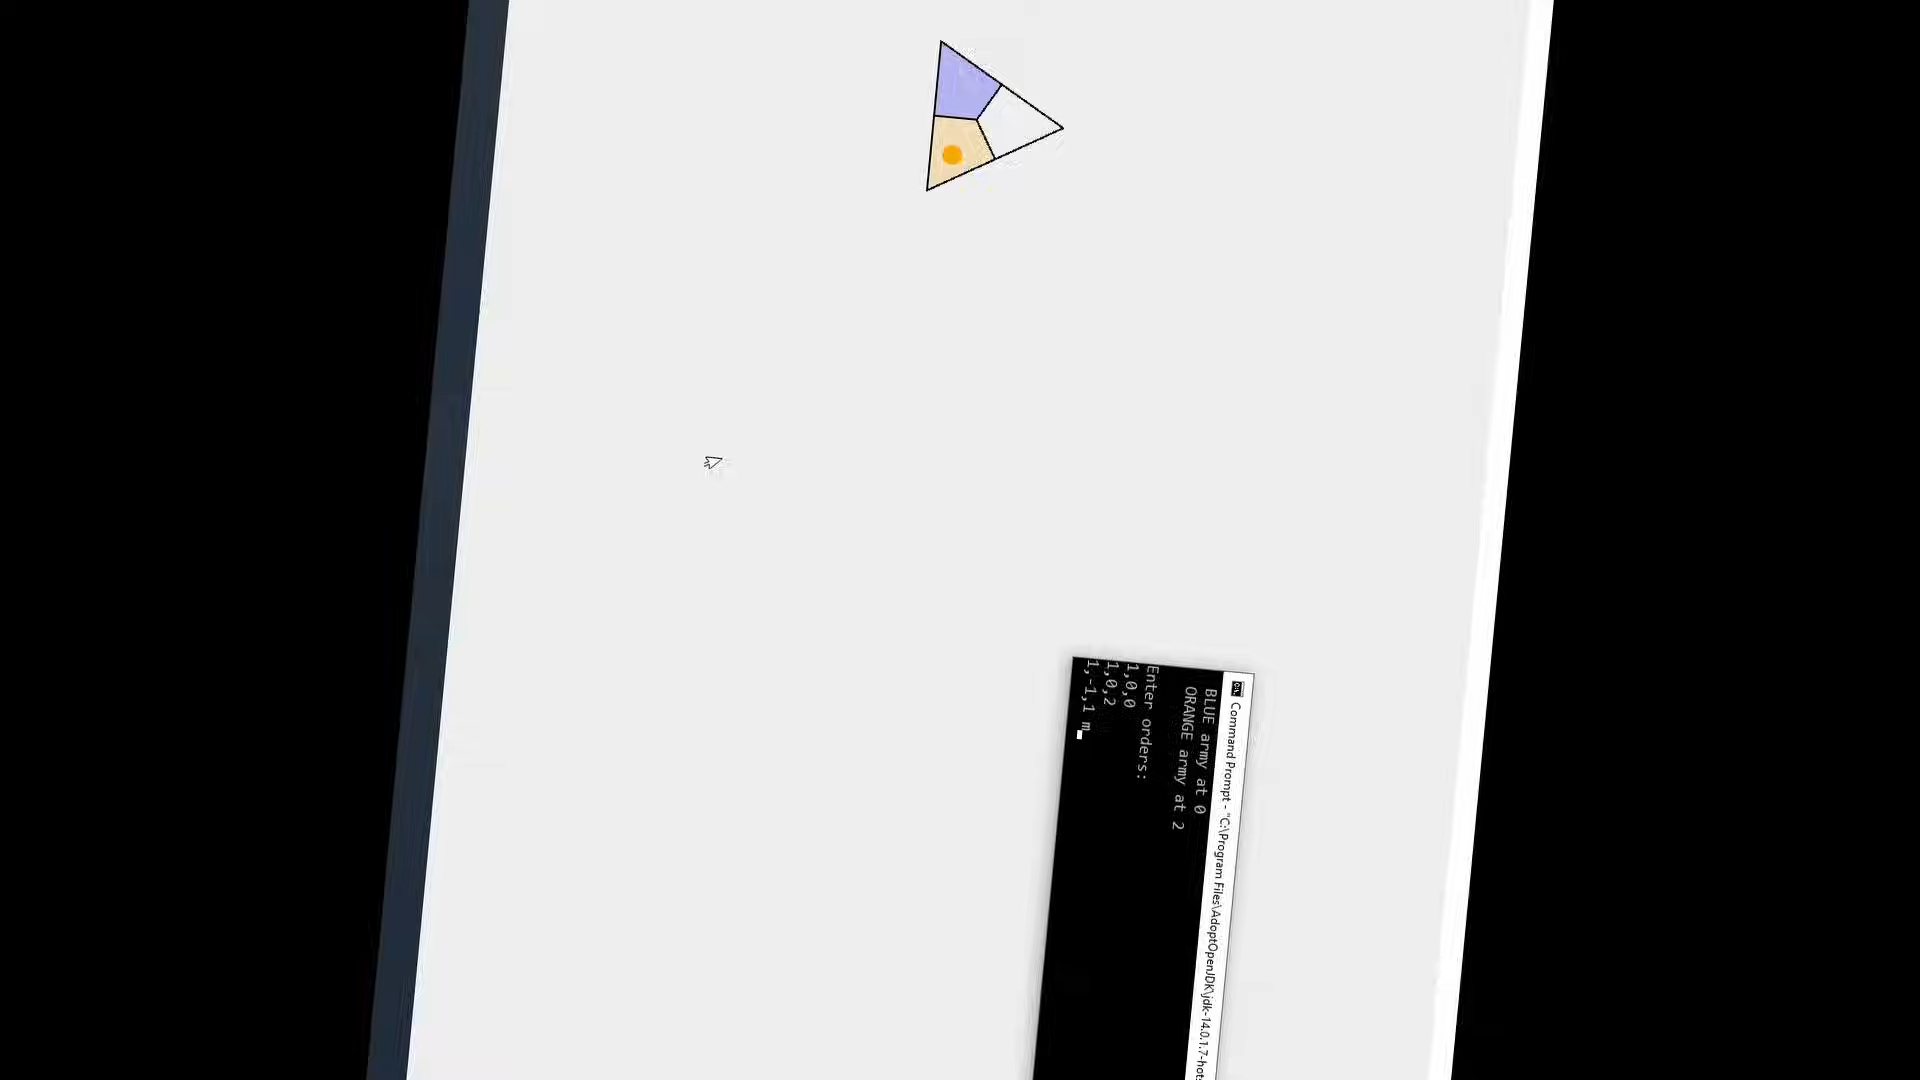 Command Prompt - "C:\Program Files\AdoptOpenJDK\jdk-14.0.1.7-hot
BLUE army at 0
ORANGE army at 2
Enter orders:
1,0,0
1,0,2
1,-1,1 m